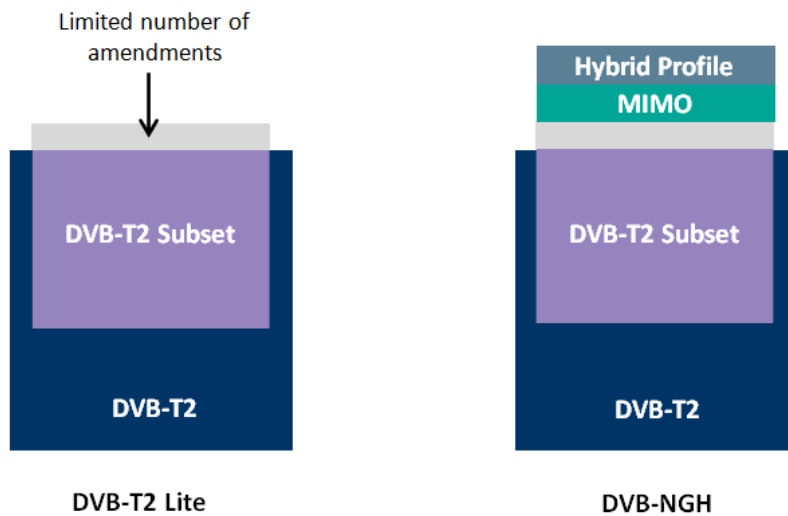 Limited number of
amendments
DVB-T2 Subset
DVB-T2
DVB-T2 Lite
Hybrid Profile
MIMO
DVB-T2 Subset
DVB-T2
DVB-NGH